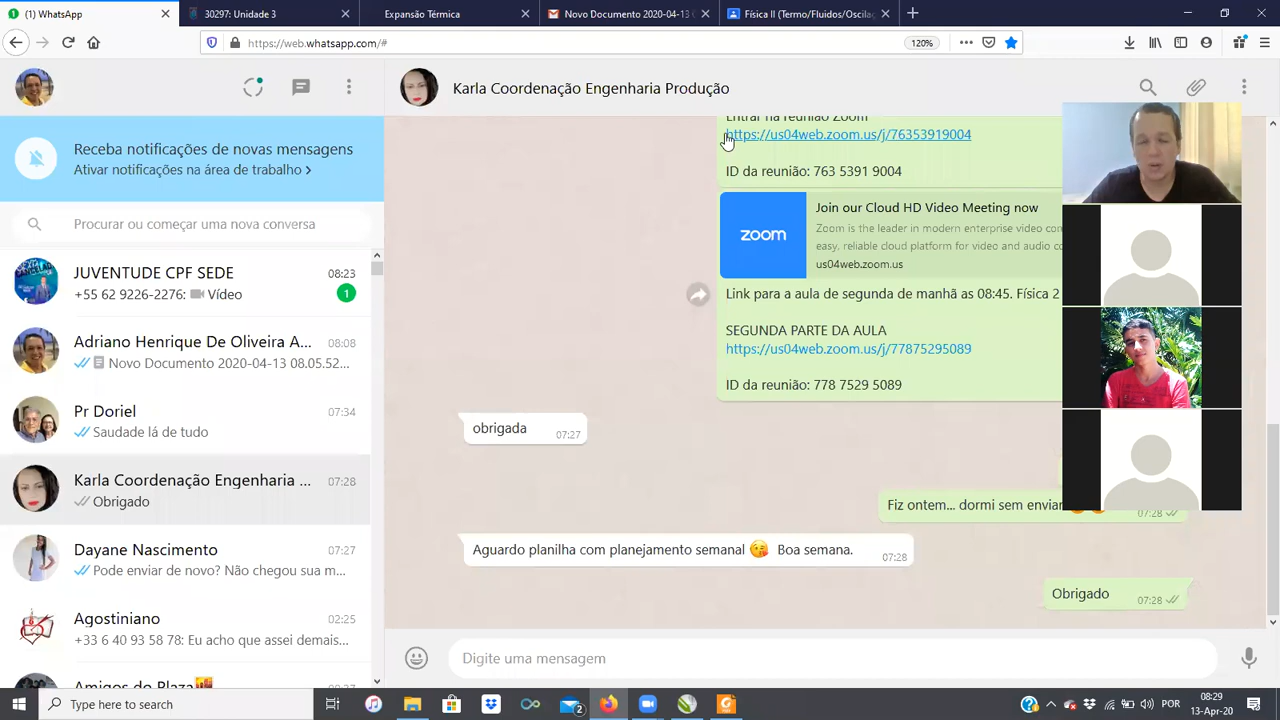 (1) WhatsApp
30297: Unidade 3
Expansão Térmica
Novo Documento 2020-04-13
Física II (Termo/Fluidos/Oscilaç
https://web.whatsapp.com/#
120%
Karla Coordenação Engenharia Produção
Receba notificações de novas mensagens
Ativar notificações na área de trabalho >
Procurar ou começar uma nova conversa
JUVENTUDE CPF SEDE
08:23
+55 62 9226-2276: Vídeo
1
Adriano Henrique De Oliveira A...
08:08
Novo Documento 2020-04-13 08.05.52...
Pr Doriel
07:34
Saudade lá de tudo
Karla Coordenação Engenharia ...
07:28
Obrigado
Dayane Nascimento
07:27
Pode enviar de novo? Não chegou sua m...
Agostiniano
02:25
+33 6 40 93 58 78: Eu acho que assei demais...
Amigos do Plaza
Entrar na reunião Zoom
https://us04web.zoom.us/j/76353919004
ID da reunião: 763 5391 9004
zoom
Join our Cloud HD Video Meeting now
Zoom is the leader in modern enterprise video com
easy, reliable cloud platform for video and audio co
us04web.zoom.us
Link para a aula de segunda de manhã as 08:45. Física 2
SEGUNDA PARTE DA AULA
https://us04web.zoom.us/j/77875295089
ID da reunião: 778 7529 5089
obrigada
07:27
Fiz ontem... dormi sem enviar
07:28
Aguardo planilha com planejamento semanal 😘 Boa semana.
07:28
Obrigado
07:28
Digite uma mensagem
Type here to search
2
POR
08:29
13-Apr-20